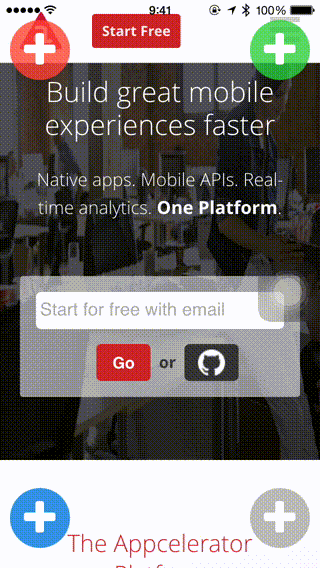 9:41
100%
Start Free
Build great mobile
experiences faster
Native apps. Mobile APIs. Real-
time analytics. One Platform.
Start for free with email
Go or
The Appcelerator
Platform